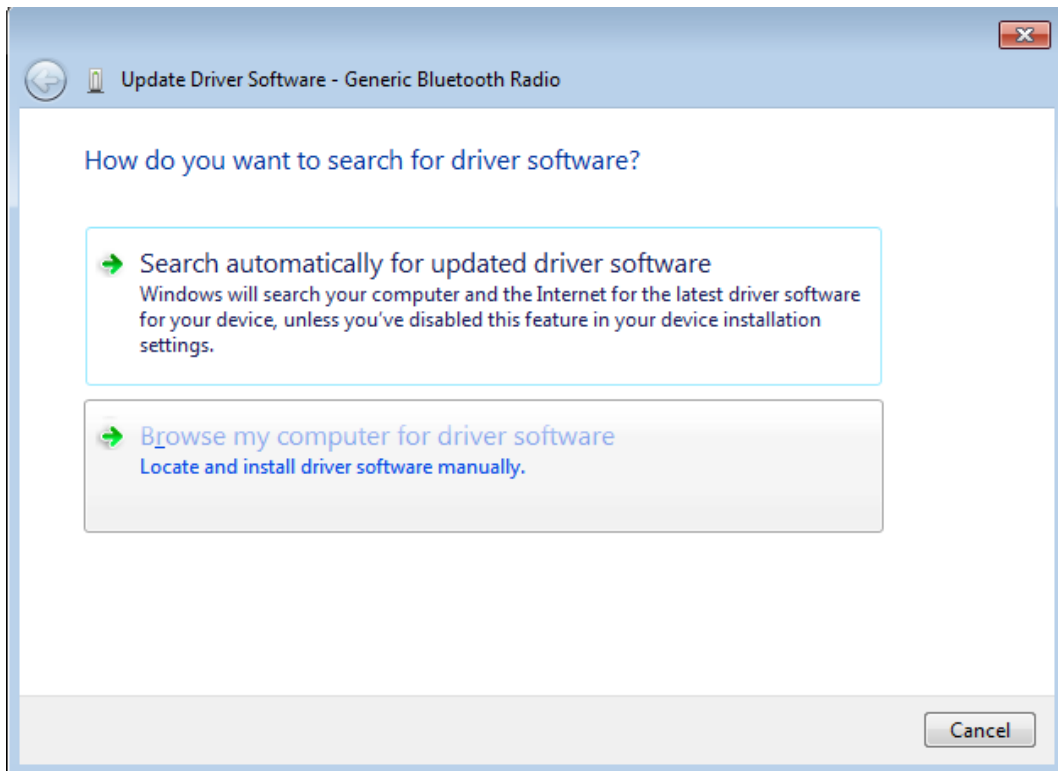 Update Driver Software - Generic Bluetooth Radio
How do you want to search for driver software?
Search automatically for updated driver software
Windows will search your computer and the Internet for the latest driver software
for your device, unless you've disabled this feature in your device installation
settings.
Browse my computer for driver software
Locate and install driver software manually.
Cancel